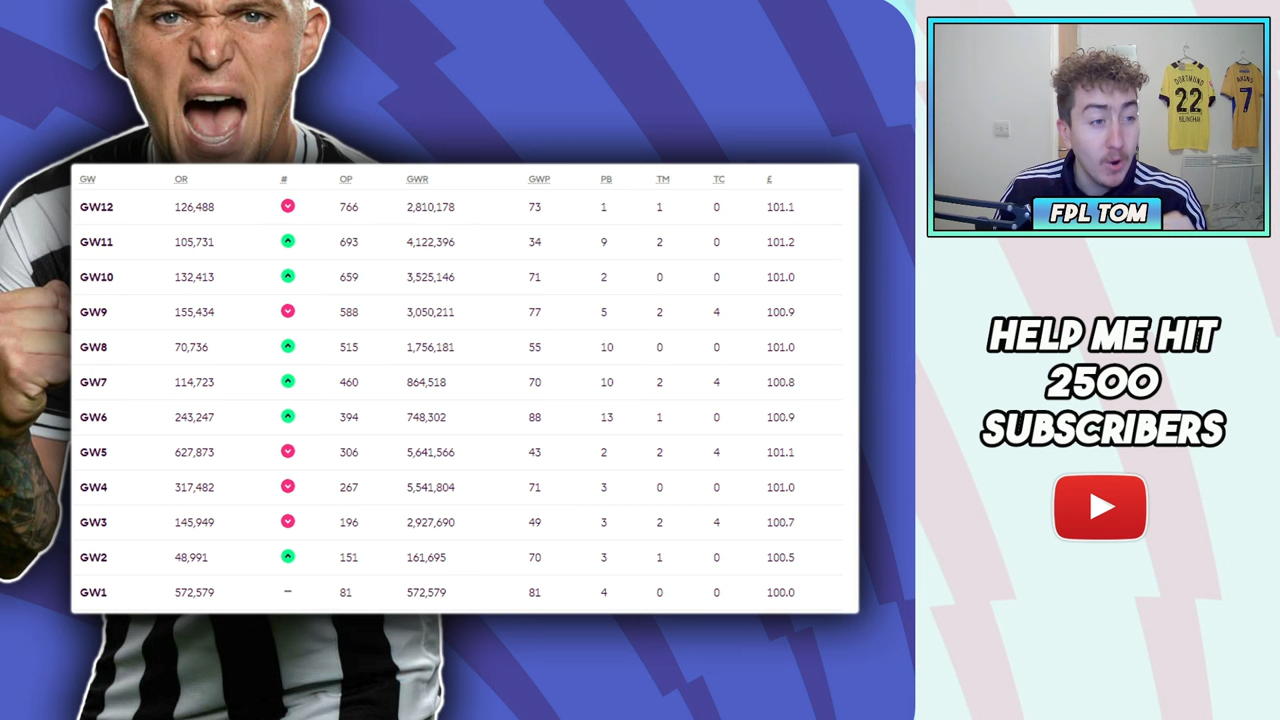 GW OR # OP GWR GWP PB TM TC £
GW12 126,488 766 2,810,178 73 1 1 0 101.1
GW11 105,731 693 4,122,396 34 9 2 0 101.2
GW10 132,413 659 3,525,146 71 2 0 0 101.0
GW9 155,434 588 3,050,211 77 5 2 4 100.9
GW8 70,736 515 1,756,181 55 10 0 0 101.0
GW7 114,723 460 864,518 70 10 2 4 100.8
GW6 243,247 394 748,302 88 13 1 0 100.9
GW5 627,873 306 5,641,566 43 2 2 4 101.1
GW4 317,482 267 5,541,804 71 3 0 0 101.0
GW3 145,949 196 2,927,690 49 3 2 4 100.7
GW2 48,991 151 161,695 70 3 1 0 100.5
GW1 572,579 – 81 572,579 81 4 0 0 100.0
DORTMUND
22
AKINS
7
FPL TOM
HELP ME HIT
2500
SUBSCRIBERS